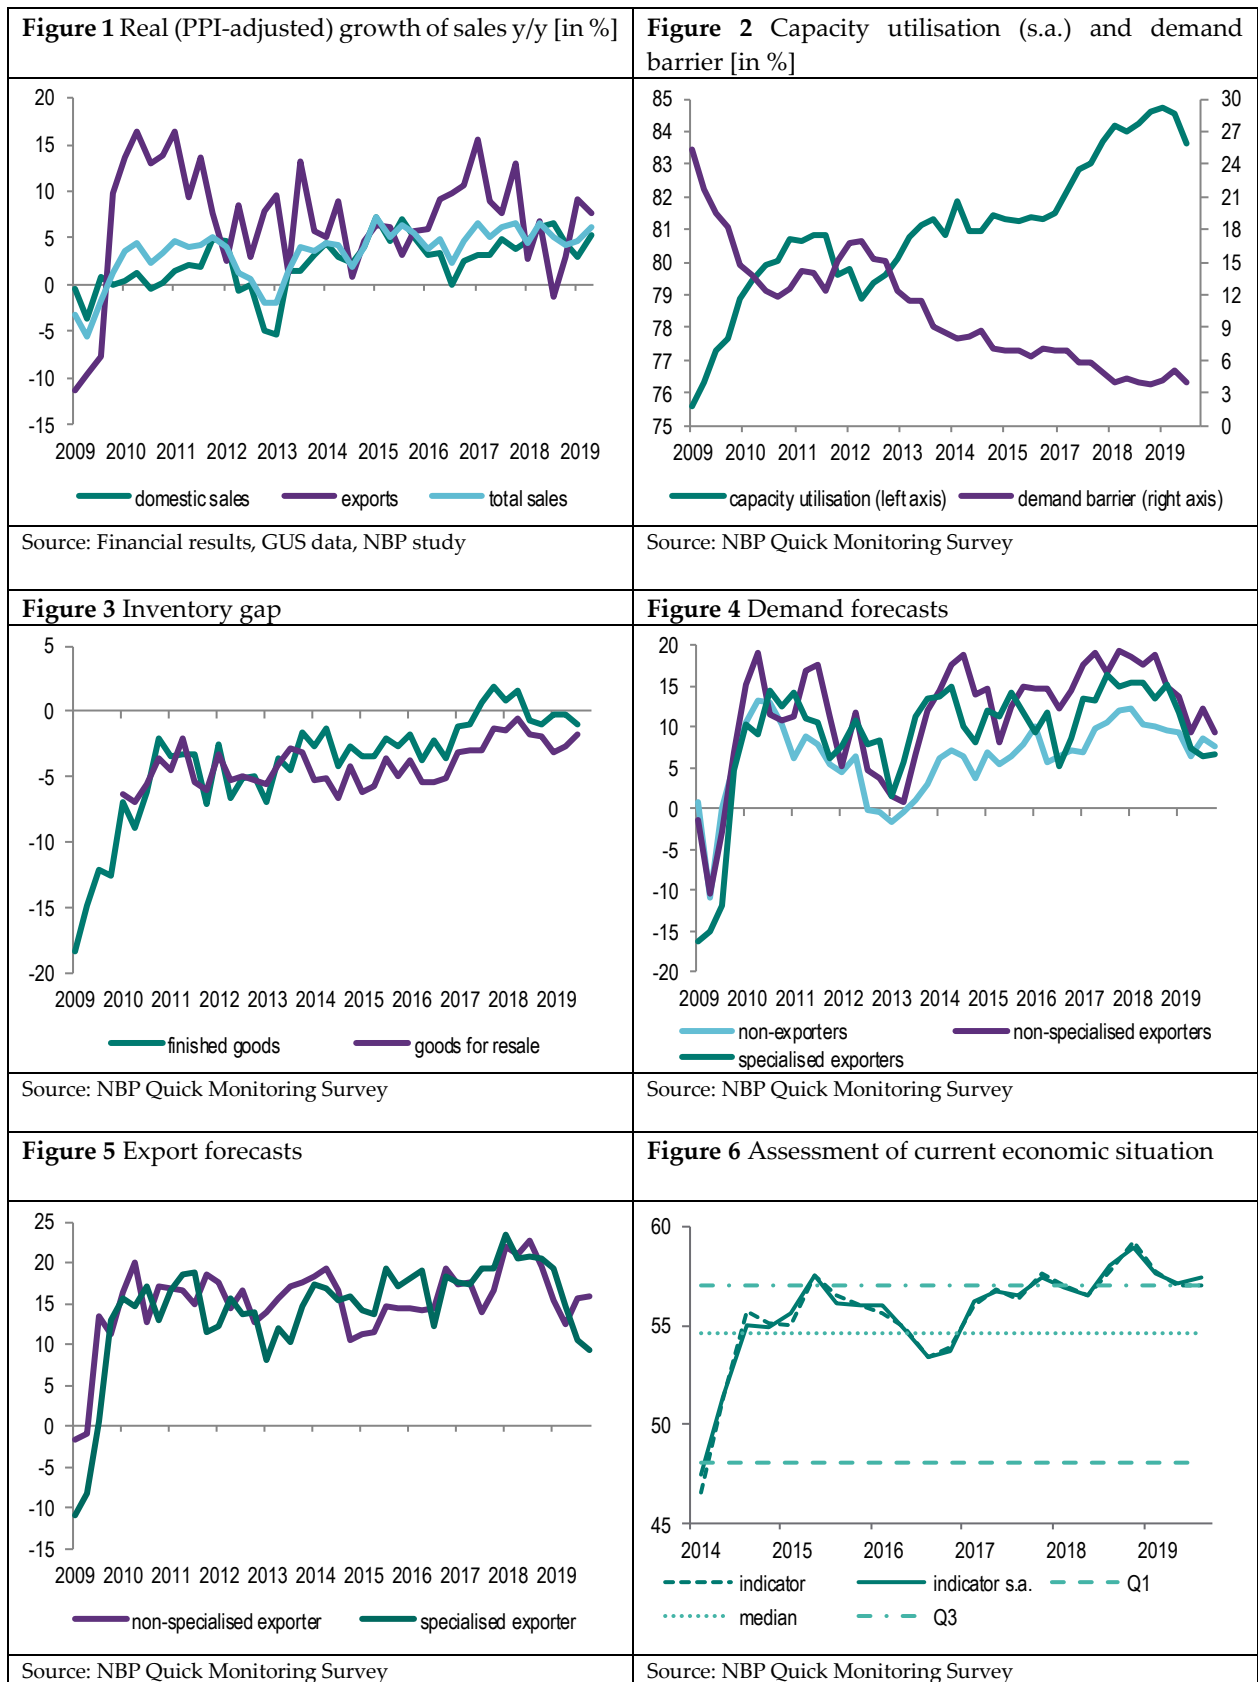 Figure 1 Real (PPI-adjusted) growth of sales y/y [in %]
20
15
10
5
0
-5
-10
-15
2009 2010 2011 2012 2013 2014 2015 2016 2017 2018 2019
domestic sales exports total sales
Source: Financial results, GUS data, NBP study
Figure 2 Capacity utilisation (s.a.) and demand
barrier [in %]
85 30
84 27
83 24
82 21
81 18
80 15
79 12
78 9
77 6
76 3
75 0
2009 2010 2011 2012 2013 2014 2015 2016 2017 2018 2019
capacity utilisation (left axis) demand barrier (right axis)
Source: NBP Quick Monitoring Survey
Figure 3 Inventory gap
5
0
-5
-10
-15
-20
2009 2010 2011 2012 2013 2014 2015 2016 2017 2018 2019
finished goods goods for resale
Source: NBP Quick Monitoring Survey
Figure 4 Demand forecasts
20
15
10
5
0
-5
-10
-15
-20
2009 2010 2011 2012 2013 2014 2015 2016 2017 2018 2019
non-exporters non-specialised exporters
specialised exporters
Source: NBP Quick Monitoring Survey
Figure 5 Export forecasts
25
20
15
10
5
0
-5
-10
-15
2009 2010 2011 2012 2013 2014 2015 2016 2017 2018 2019
non-specialised exporter specialised exporter
Source: NBP Quick Monitoring Survey
Figure 6 Assessment of current economic situation
60
55
50
45
2014 2015 2016 2017 2018 2019
indicator indicator s.a. Q1
median Q3
Source: NBP Quick Monitoring Survey